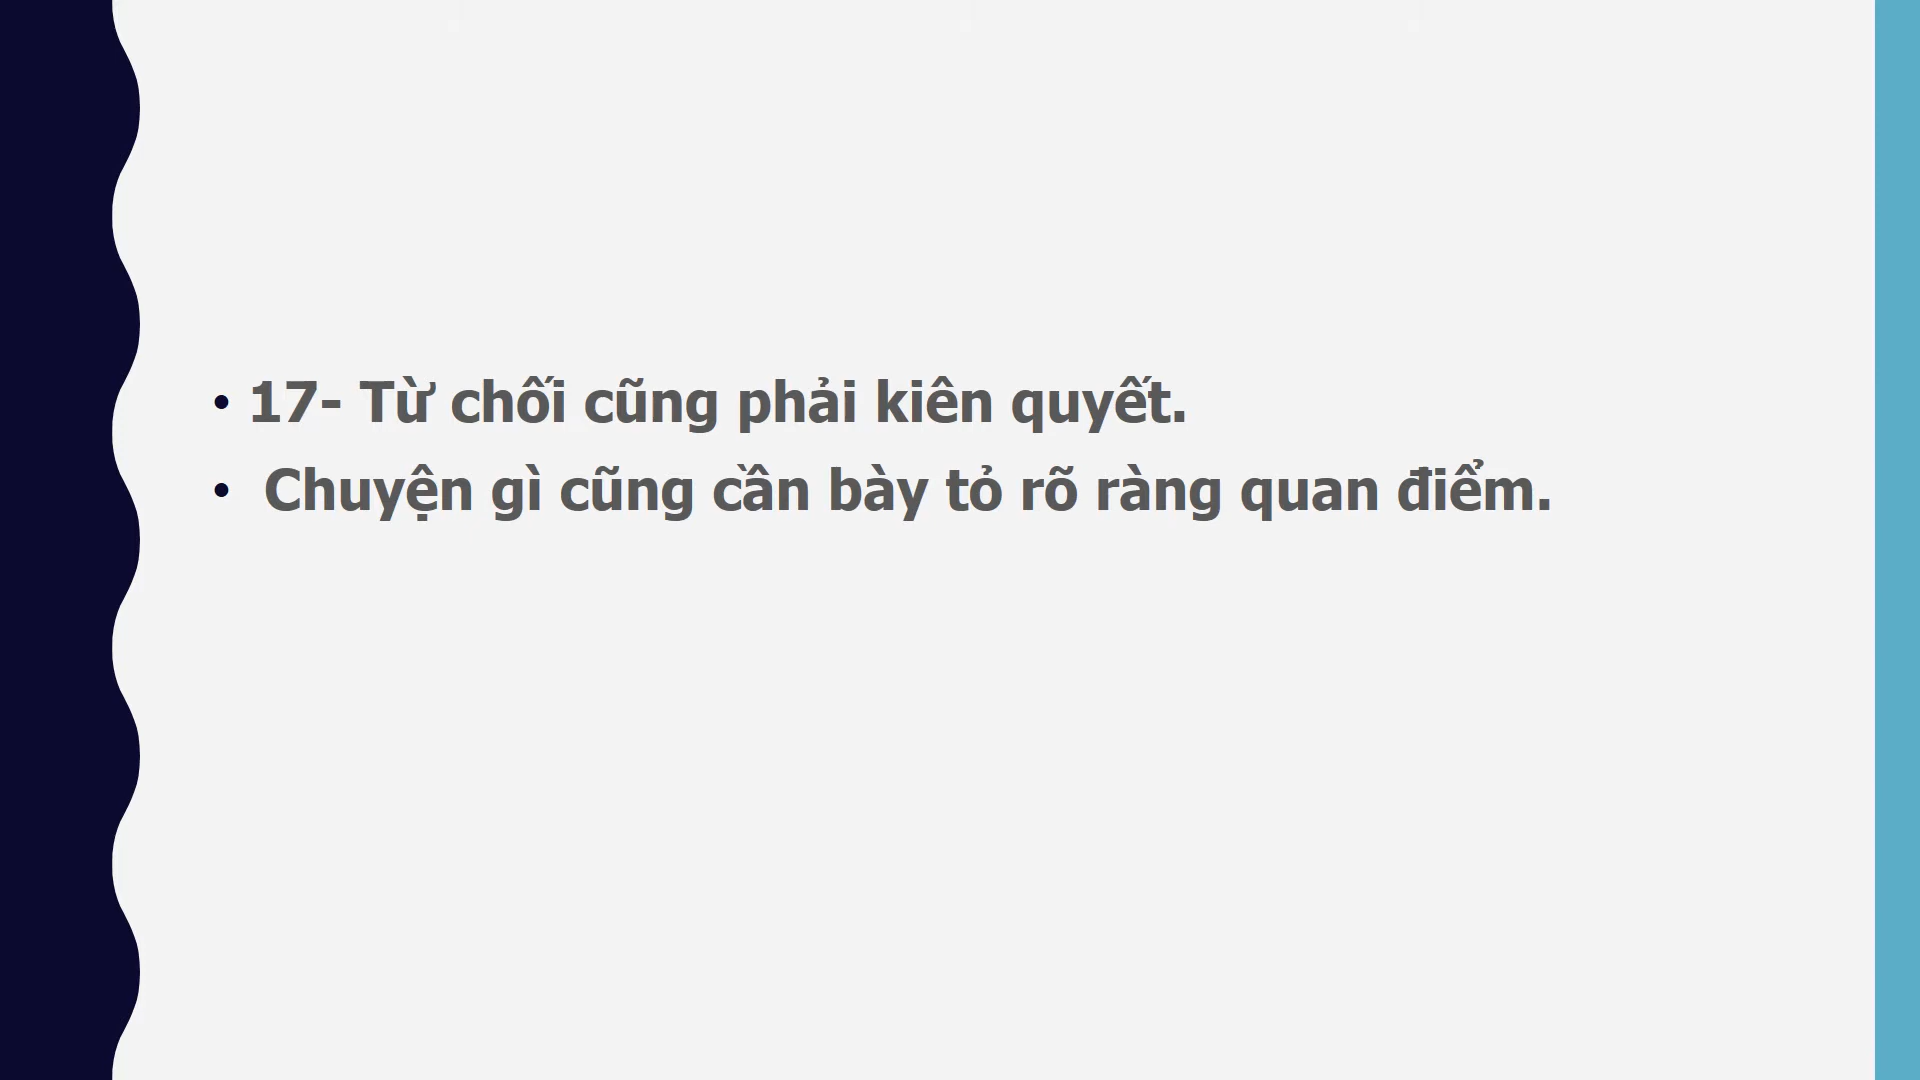 • 17- Từ chối cũng phải kiên quyết.
• Chuyện gì cũng cần bày tỏ rõ ràng quan điểm.